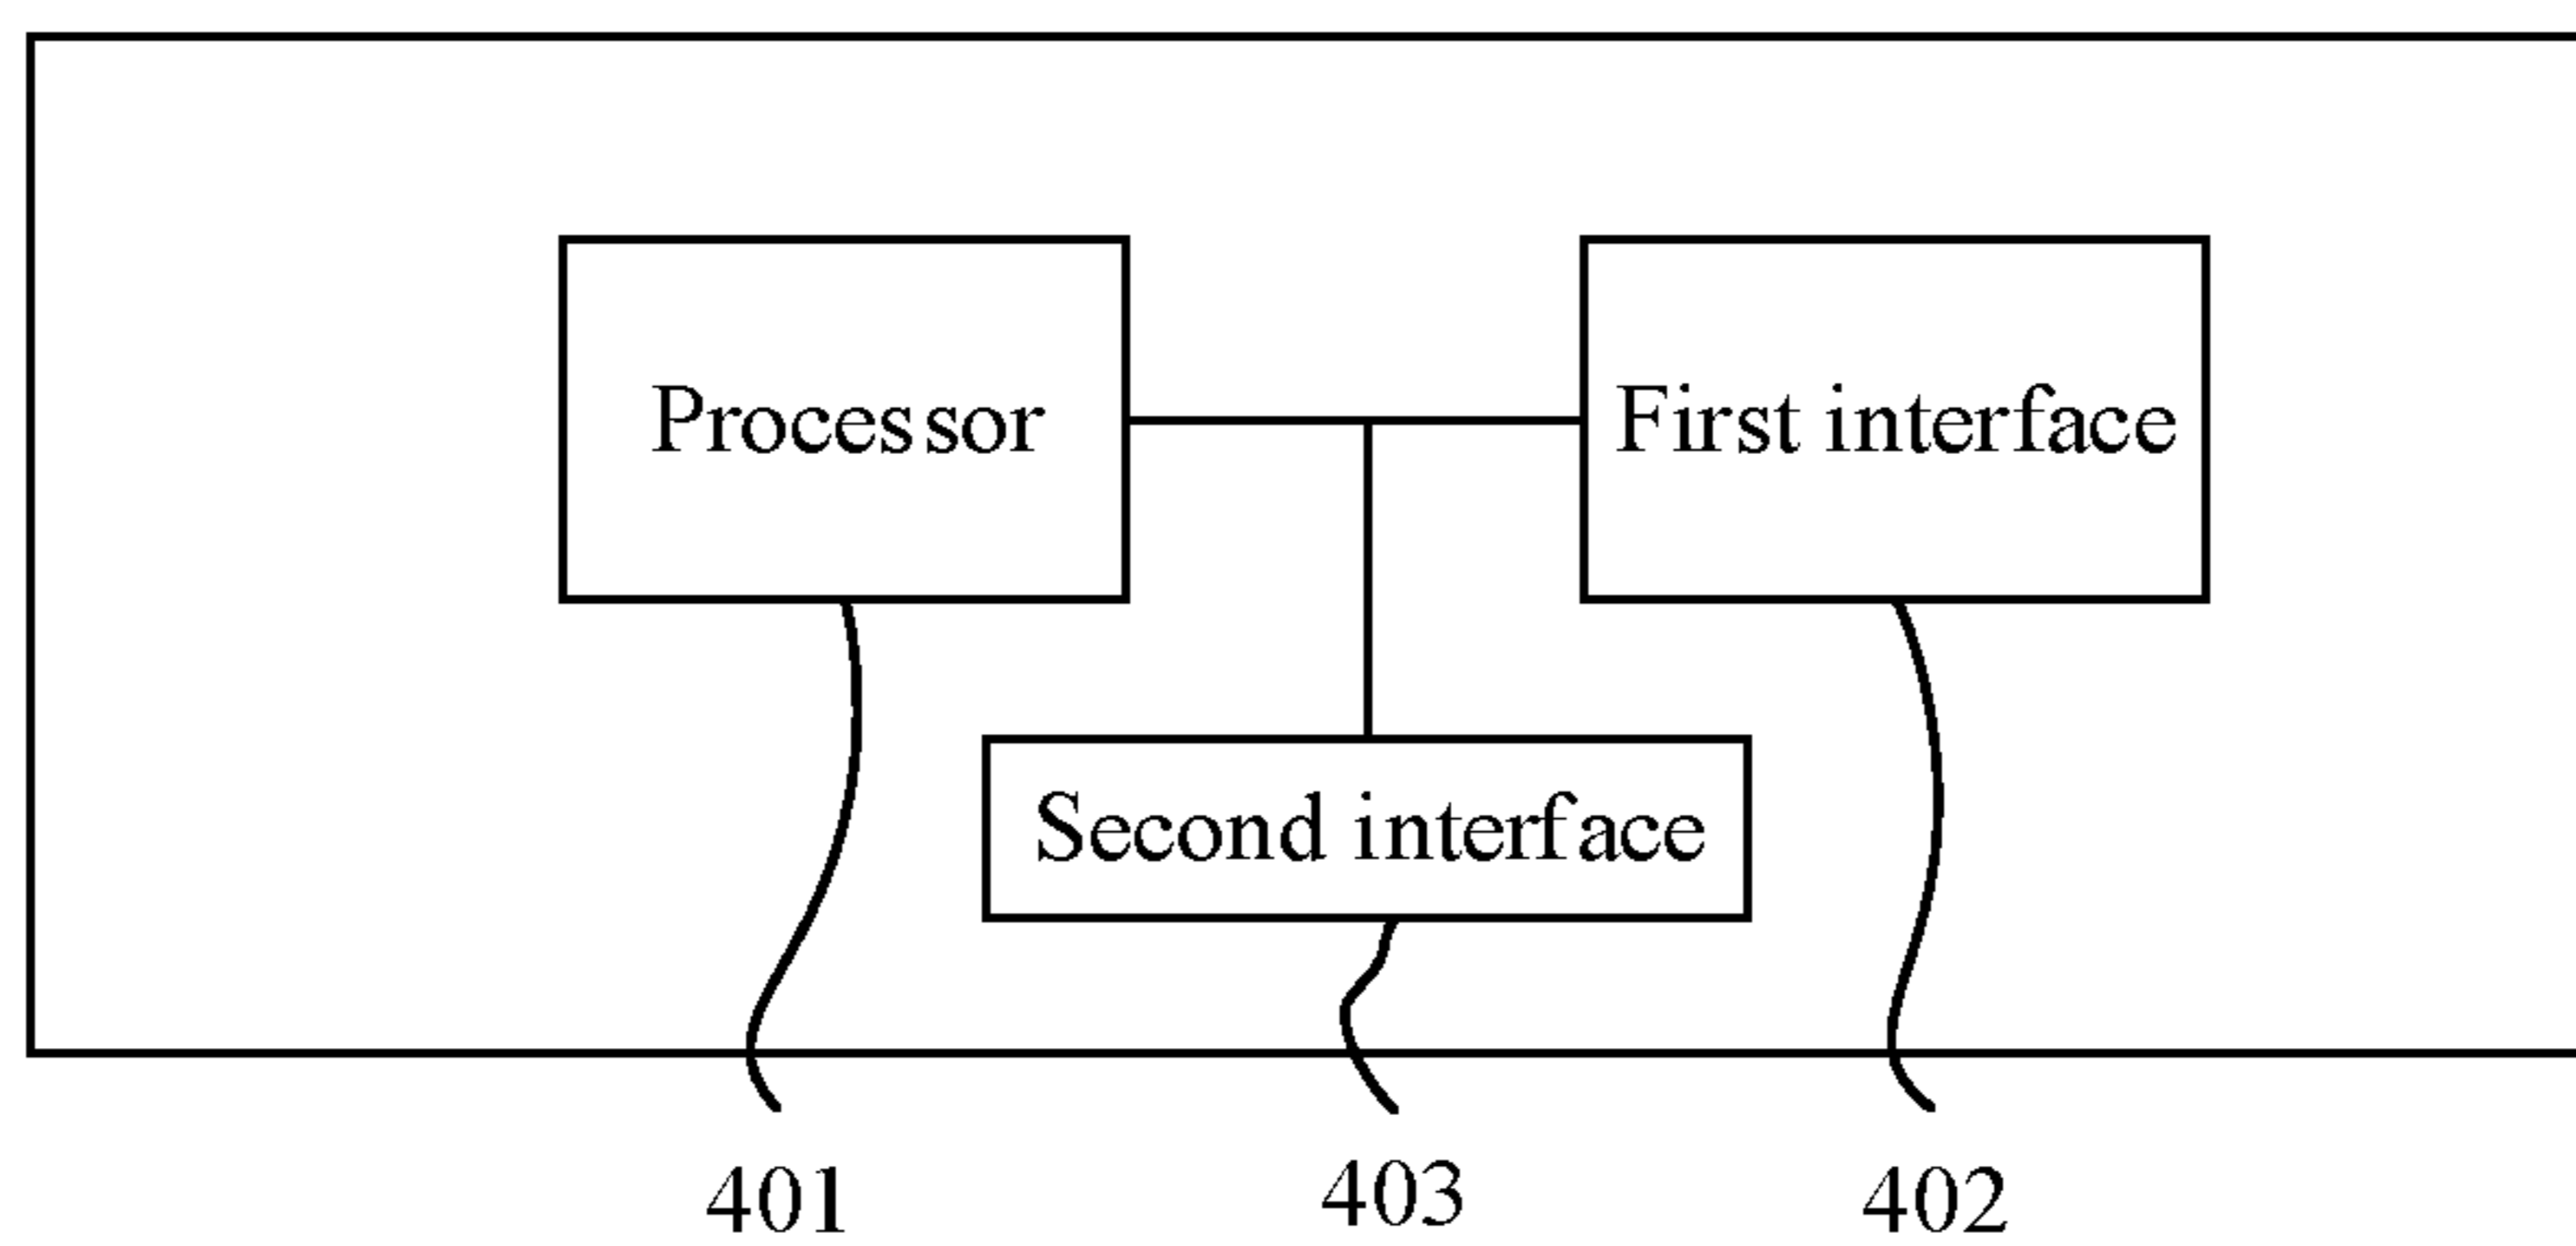 Processor
First interface
Second interface
401
403
402